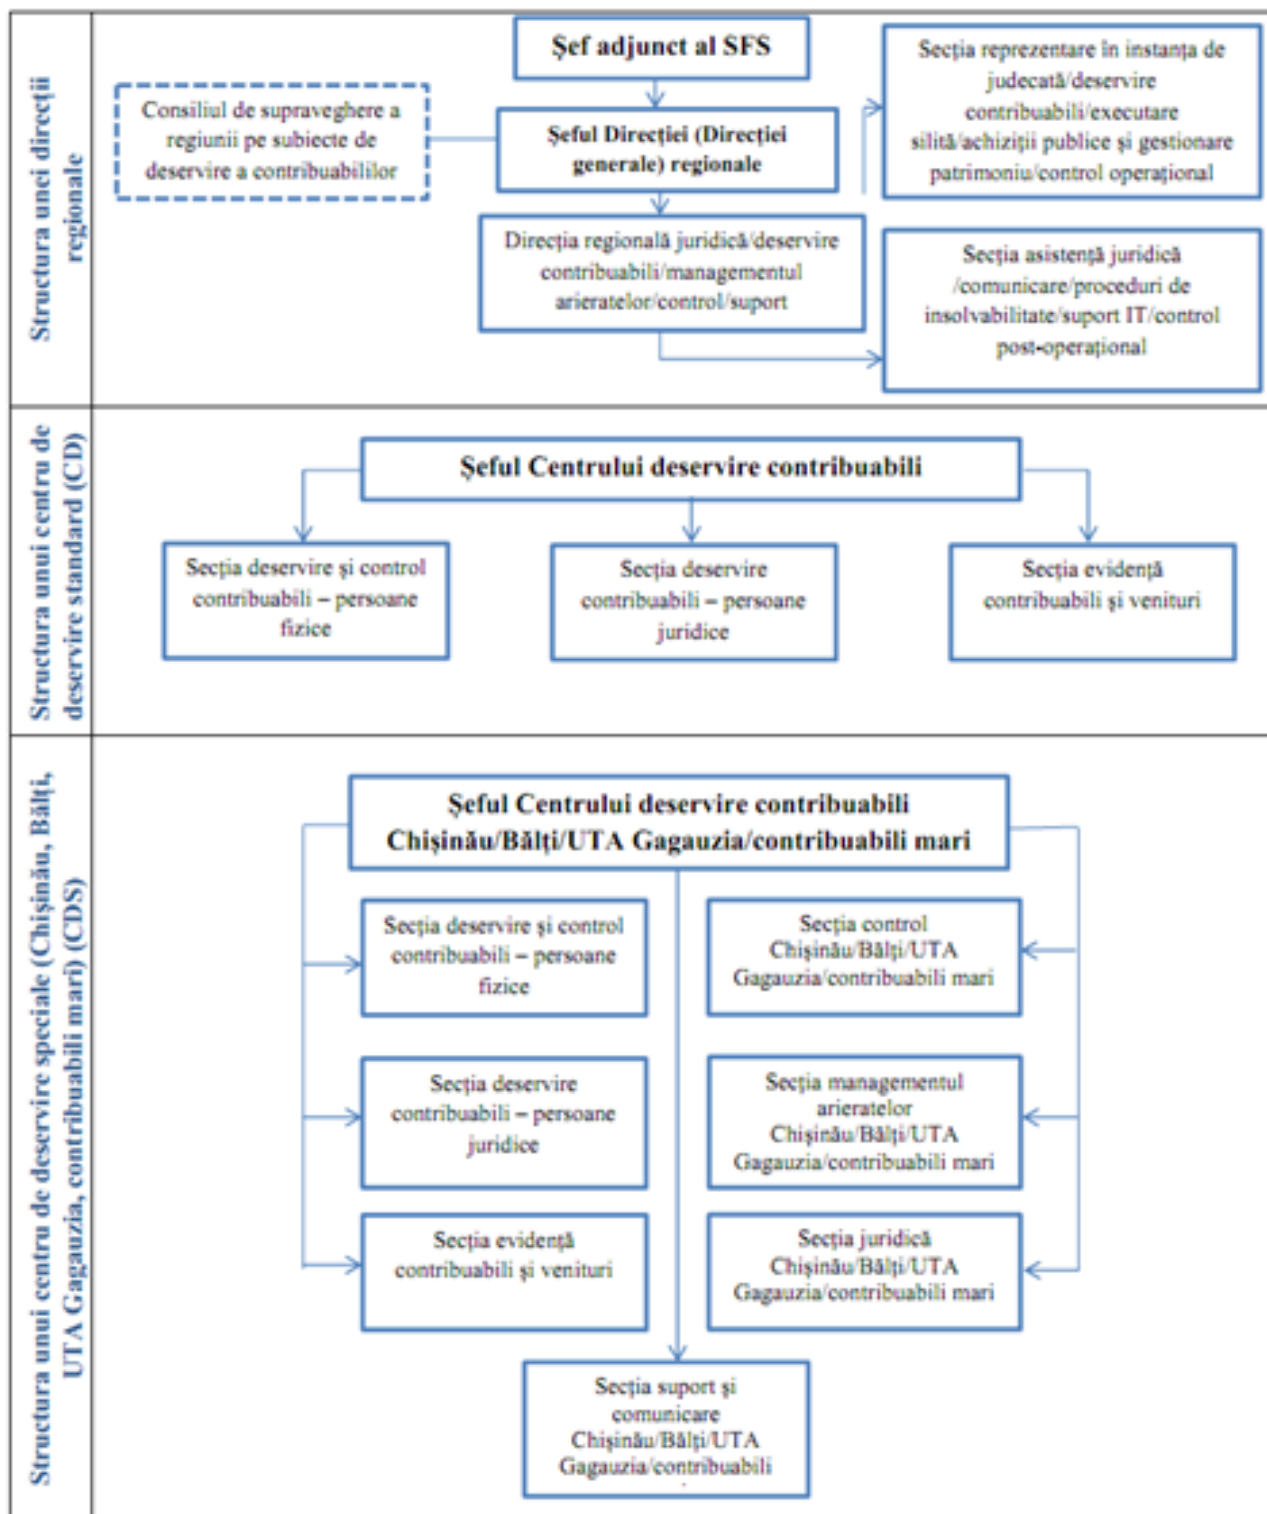 Structura unei direcții
regionale
Șef adjunct al SFS
Consiliul de supraveghere a
regiunii pe subiecte de
deservire a contribuabililor
Șeful Direcției (Direcției
generale) regionale
Direcția regională juridică/deservire
contribuabili/managementul
arieratelor/control/suport
Secția reprezentare în instanța de
judecată/deservire
contribuabili/executare
silită/achiziții publice și gestionare
patrimoniu/control operațional
Secția asistență juridică
/comunicare/proceduri de
insolvabilitate/suport IT/control
post-operațional
Structura unui centru de
deservire standard (CD)
Șeful Centrului deservire contribuabili
Secția deservire și control
contribuabili – persoane
fizice
Secția deservire
contribuabili – persoane
juridice
Secția evidență
contribuabili și venituri
Structura unui centru de deservire speciale (Chișinău, Bălți,
UTA Gagauzia, contribuabili mari) (CDS)
Șeful Centrului deservire contribuabili
Chișinău/Bălți/UTA Gagauzia/contribuabili mari
Secția deservire și control
contribuabili – persoane
fizice
Secția deservire
contribuabili – persoane
juridice
Secția evidență
contribuabili și venituri
Secția control
Chișinău/Bălți/UTA
Gagauzia/contribuabili mari
Secția managementul
arieratelor
Chișinău/Bălți/UTA
Gagauzia/contribuabili mari
Secția juridică
Chișinău/Bălți/UTA
Gagauzia/contribuabili mari
Secția suport și
comunicare
Chișinău/Bălți/UTA
Gagauzia/contribuabili